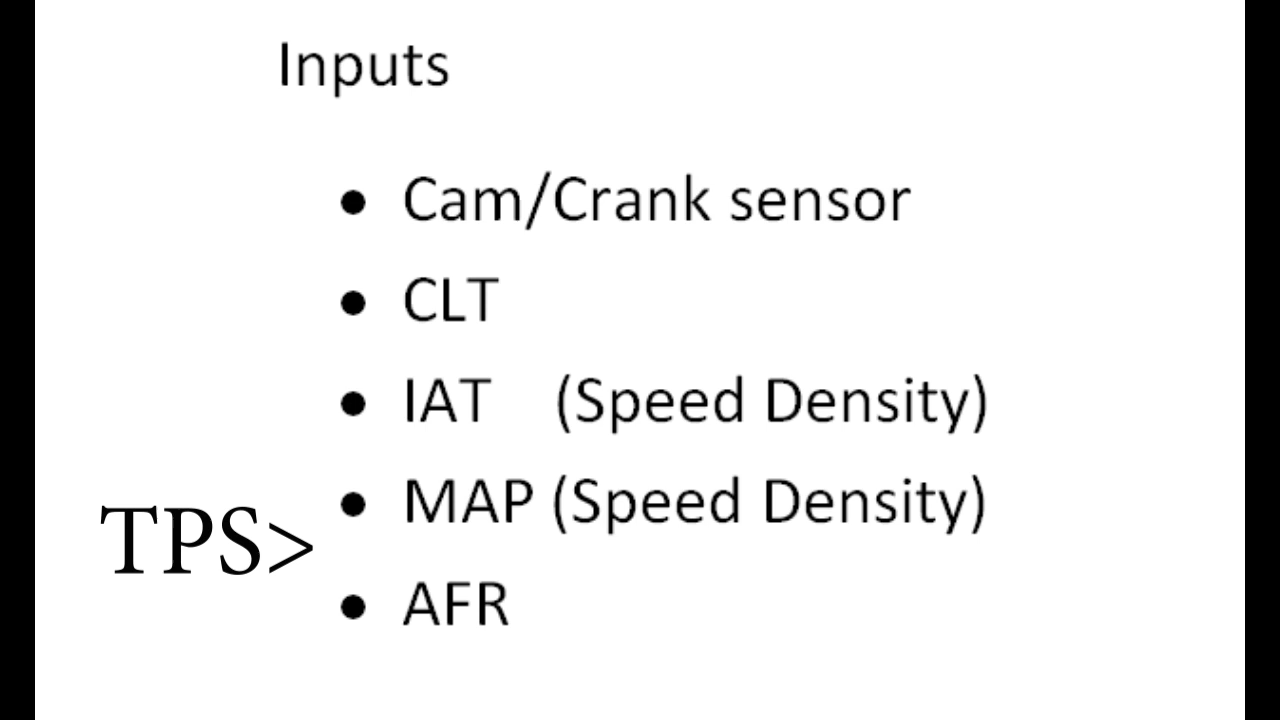 Inputs
• Cam/Crank sensor
• CLT
• IAT (Speed Density)
• MAP (Speed Density)
TPS>
• AFR